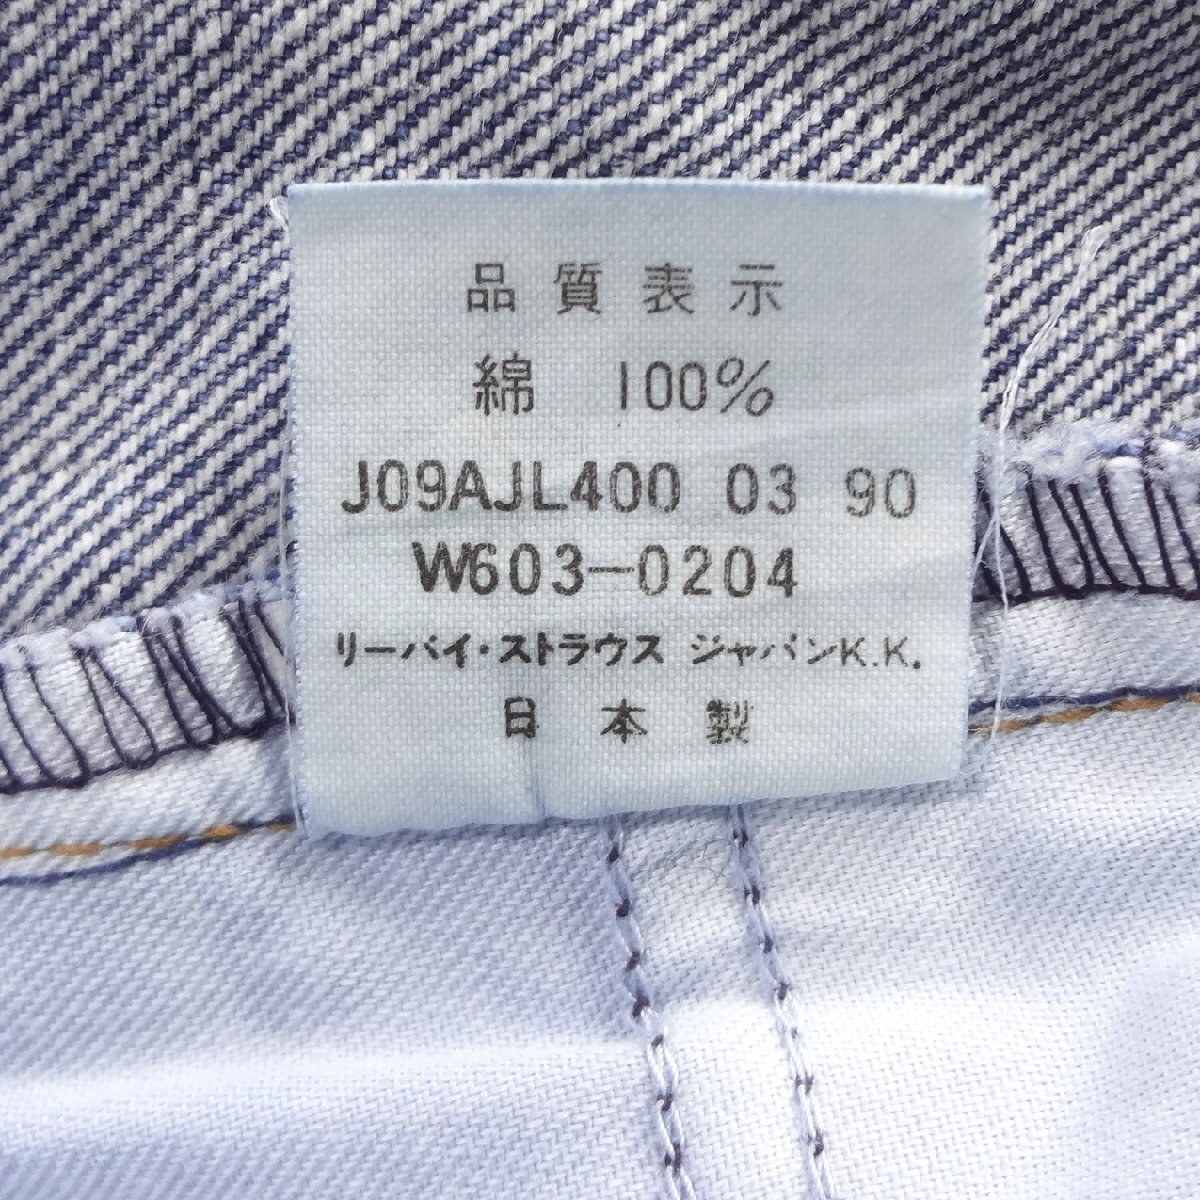 品質表示
綿 100%
J09AJL400 03 90
W603-0204
リーバイ・ストラウス ジャパンK.K.
日本製